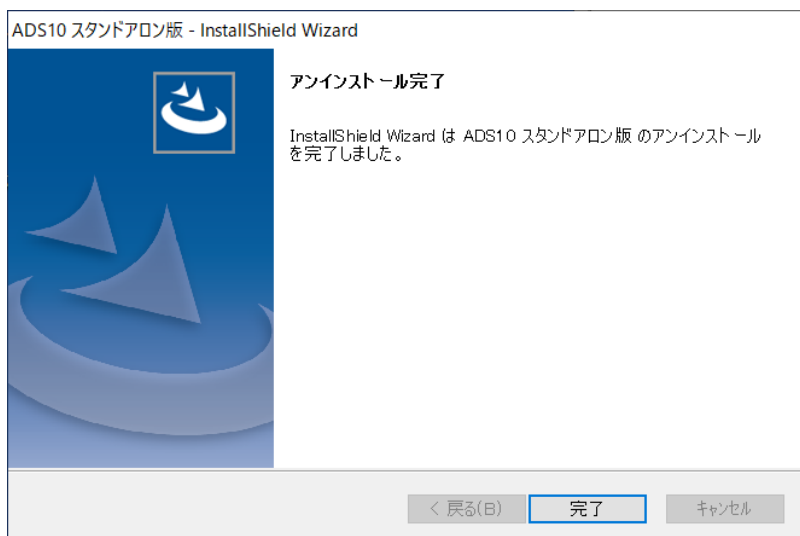 ADS10 スタンドアロン版 - InstallShield Wizard
アンインストール完了
InstallShield Wizard は ADS10 スタンドアロン版 のアンインストール
を完了しました。
< 戻る(B)
完了
キャンセル